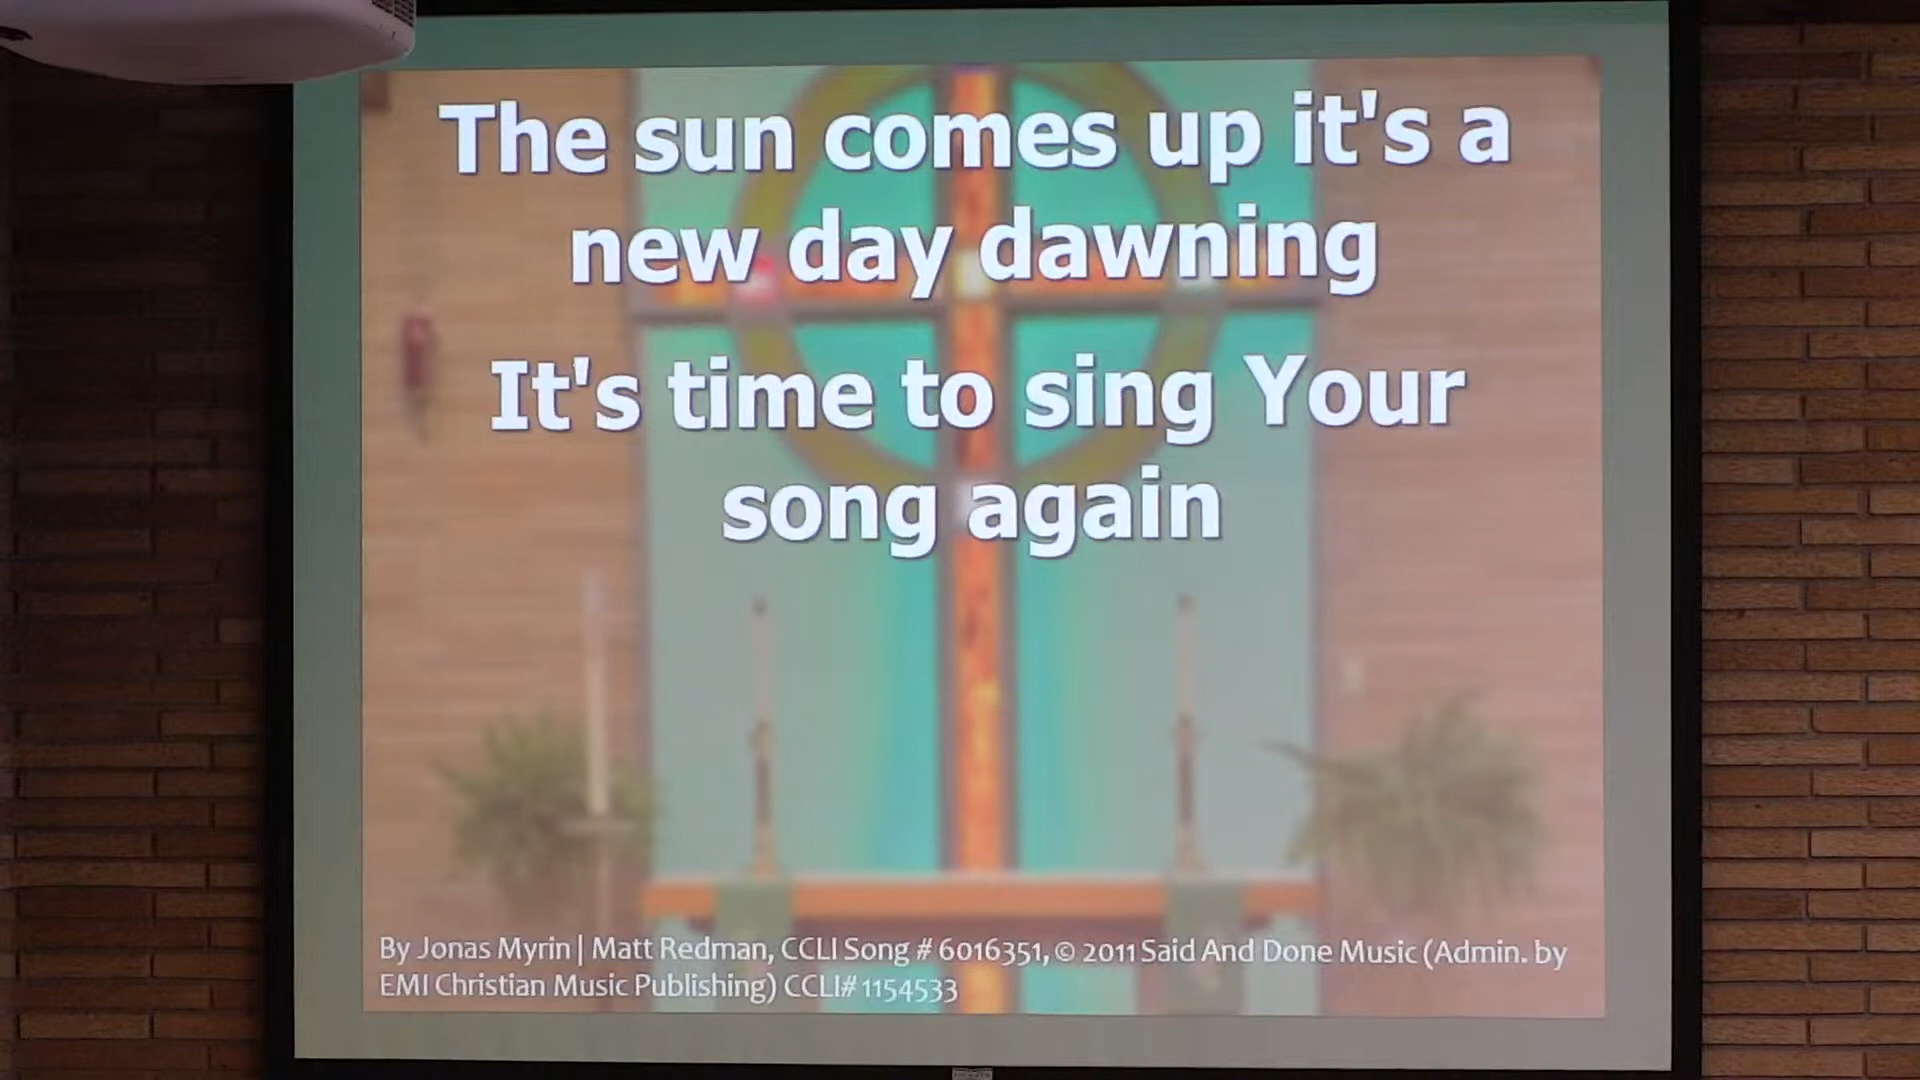 The sun comes up it's a
new day dawning
It's time to sing Your
song again
By Jonas Myrin | Matt Redman, CCLI Song # 6016351, © 2011 Said And Done Music (Admin. by
EMI Christian Music Publishing) CCLI# 1154533